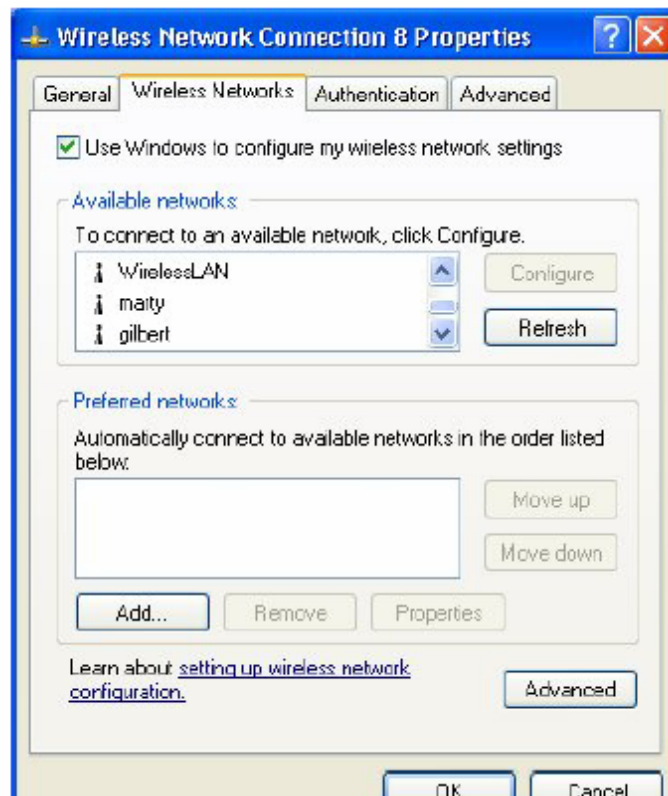 Wireless Network Connection 8 Properties
General Wireless Networks Authentication Advanced
Use Windows to configure my wireless network settings
Available networks:
To connect to an available network, click Configure.
WirelessLAN
marty
gilbert
Configure
Refresh
Preferred networks:
Automatically connect to available networks in the order listed
below:
Move up
Move down
Add... Remove Properties
Learn about setting up wireless network
configuration.
Advanced
OK Cancel